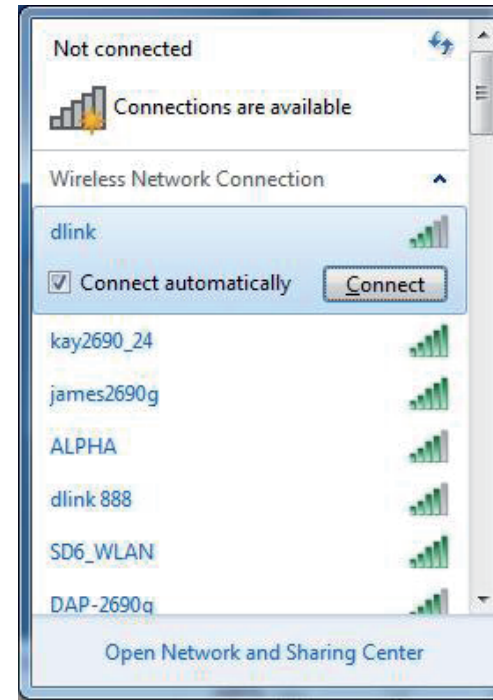 Not connected
Connections are available
Wireless Network Connection
dlink
Connect automatically
Connect
kay2690_24
james2690g
ALPHA
dlink 888
SD6_WLAN
DAP-2690g
Open Network and Sharing Center